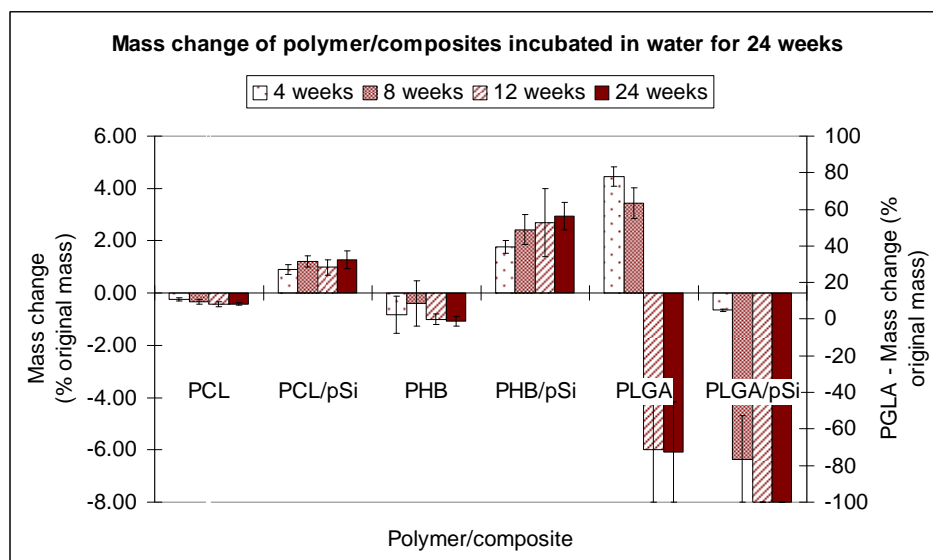 Mass change of polymer/composites incubated in water for 24 weeks
4 weeks 8 weeks 12 weeks 24 weeks
6.00
4.00
2.00
0.00
-2.00
-4.00
-6.00
-8.00
Mass change
(% original mass)
PCL PCL/pSi PHB PHB/pSi PLGA PLGA/pSi
100
80
60
40
20
0
-20
-40
-60
-80
-100
PGLA - Mass change (%
original mass)
Polymer/composite